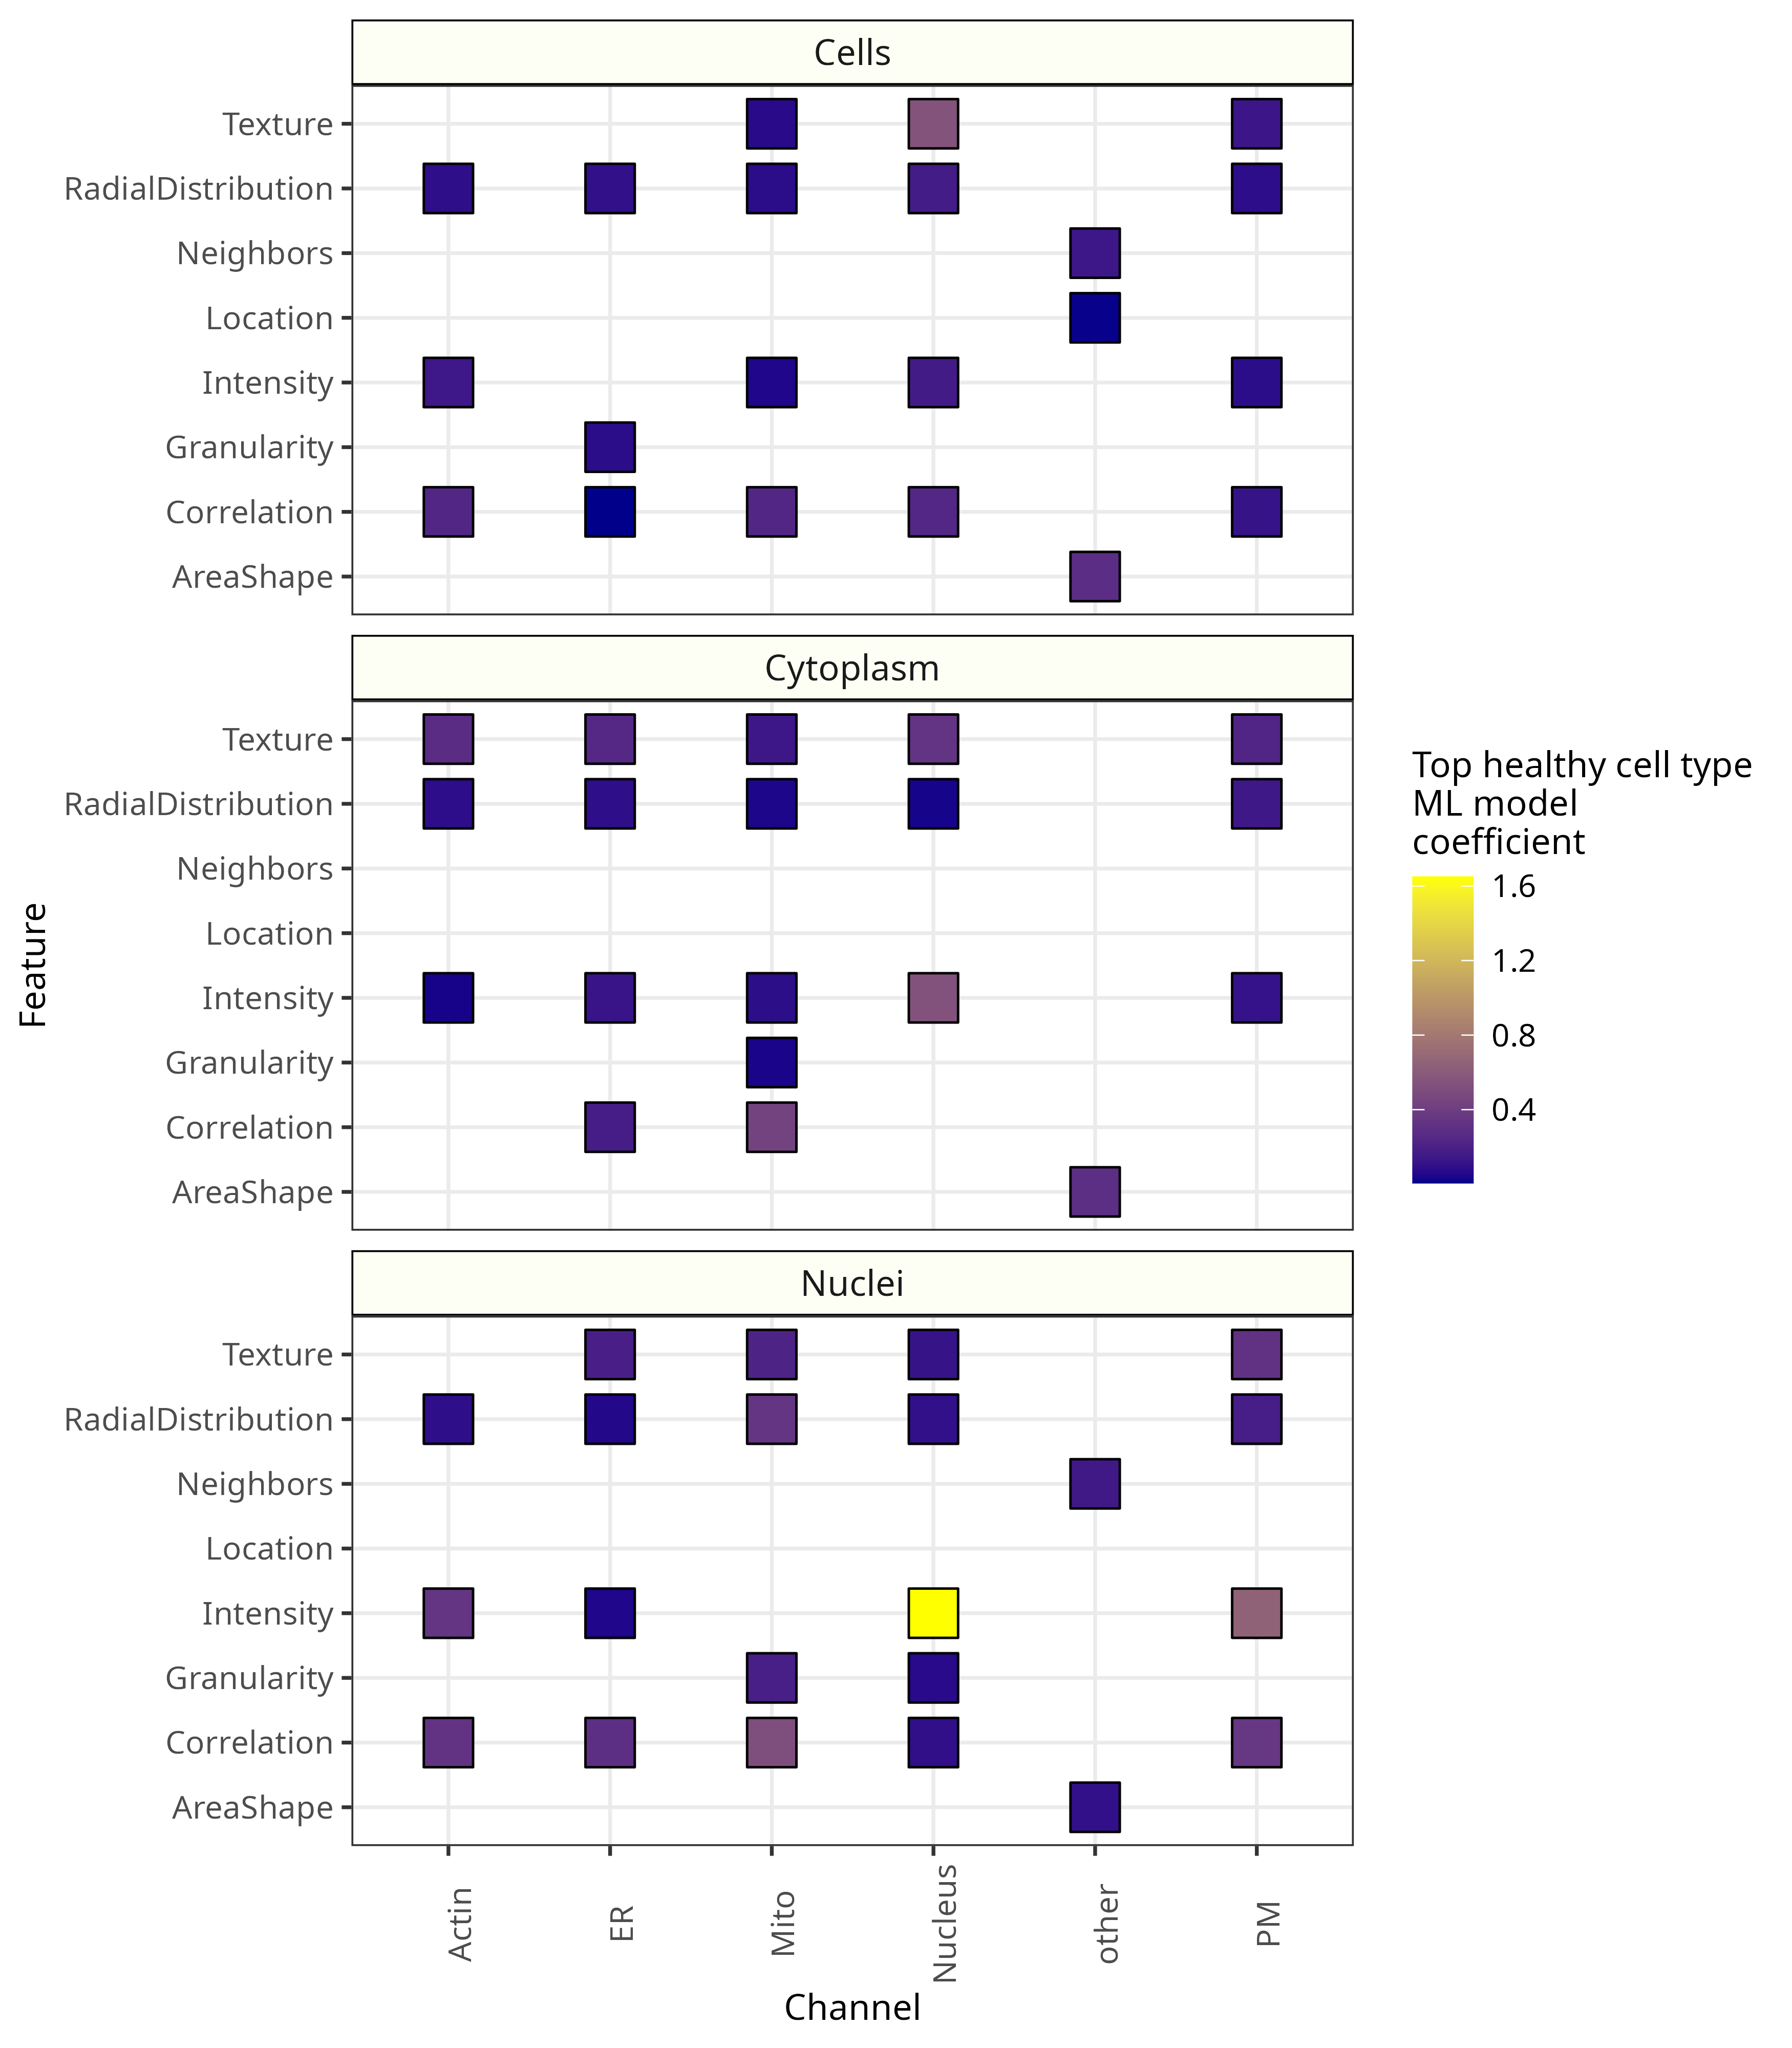 Cells
Texture
RadialDistribution
Neighbors
Location
Intensity
Granularity
Correlation
AreaShape
Cytoplasm
Texture
RadialDistribution
Neighbors
Location
Intensity
Granularity
Correlation
AreaShape
Nuclei
Texture
RadialDistribution
Neighbors
Location
Intensity
Granularity
Correlation
AreaShape
Feature
Actin
ER
Mito
Nucleus
other
PM
Channel
Top healthy cell type
ML model
coefficient
1.6
1.2
0.8
0.4